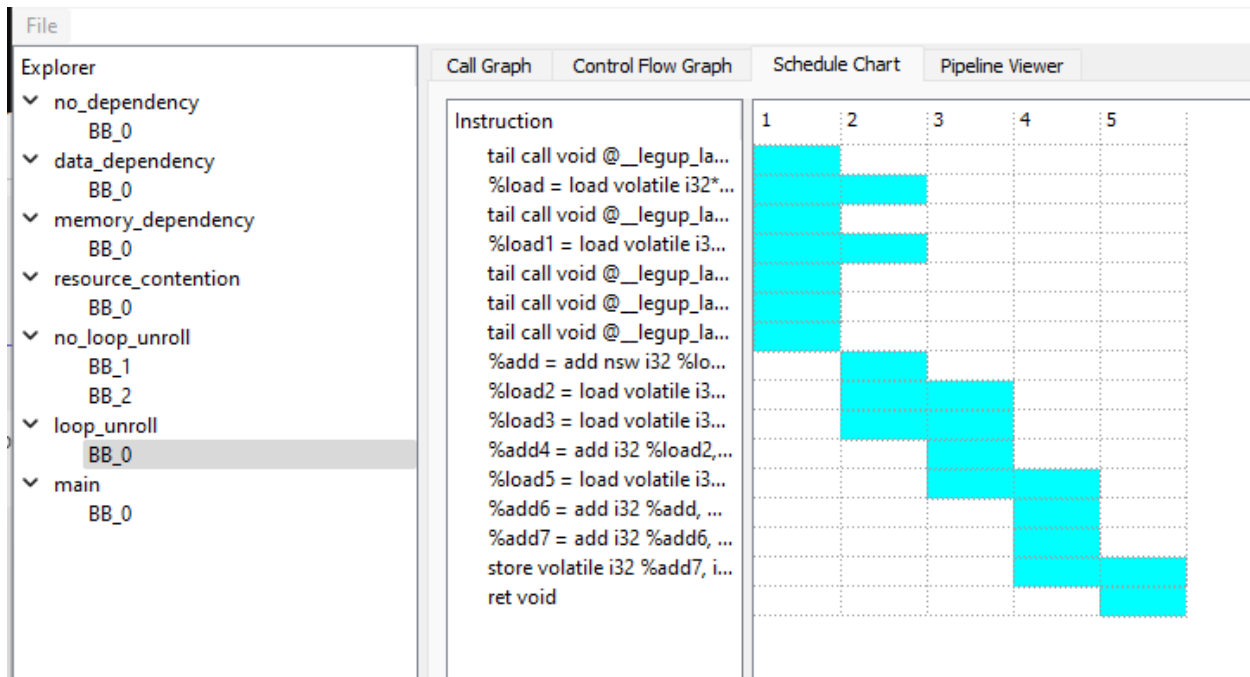 File
Explorer
no_dependency
BB_0
data_dependency
BB_0
memory_dependency
BB_0
resource_contention
BB_0
no_loop_unroll
BB_1
BB_2
loop_unroll
BB_0
main
BB_0
Call Graph Control Flow Graph Schedule Chart Pipeline Viewer
Instruction 1 2 3 4 5
tail call void @__legup_la...
%load = load volatile i32*...
tail call void @__legup_la...
%load1 = load volatile i3...
tail call void @__legup_la...
tail call void @__legup_la...
tail call void @__legup_la...
%add = add nsw i32 %lo...
%load2 = load volatile i3...
%load3 = load volatile i3...
%add4 = add i32 %load2,...
%load5 = load volatile i3...
%add6 = add i32 %add, ...
%add7 = add i32 %add6, ...
store volatile i32 %add7, i...
ret void